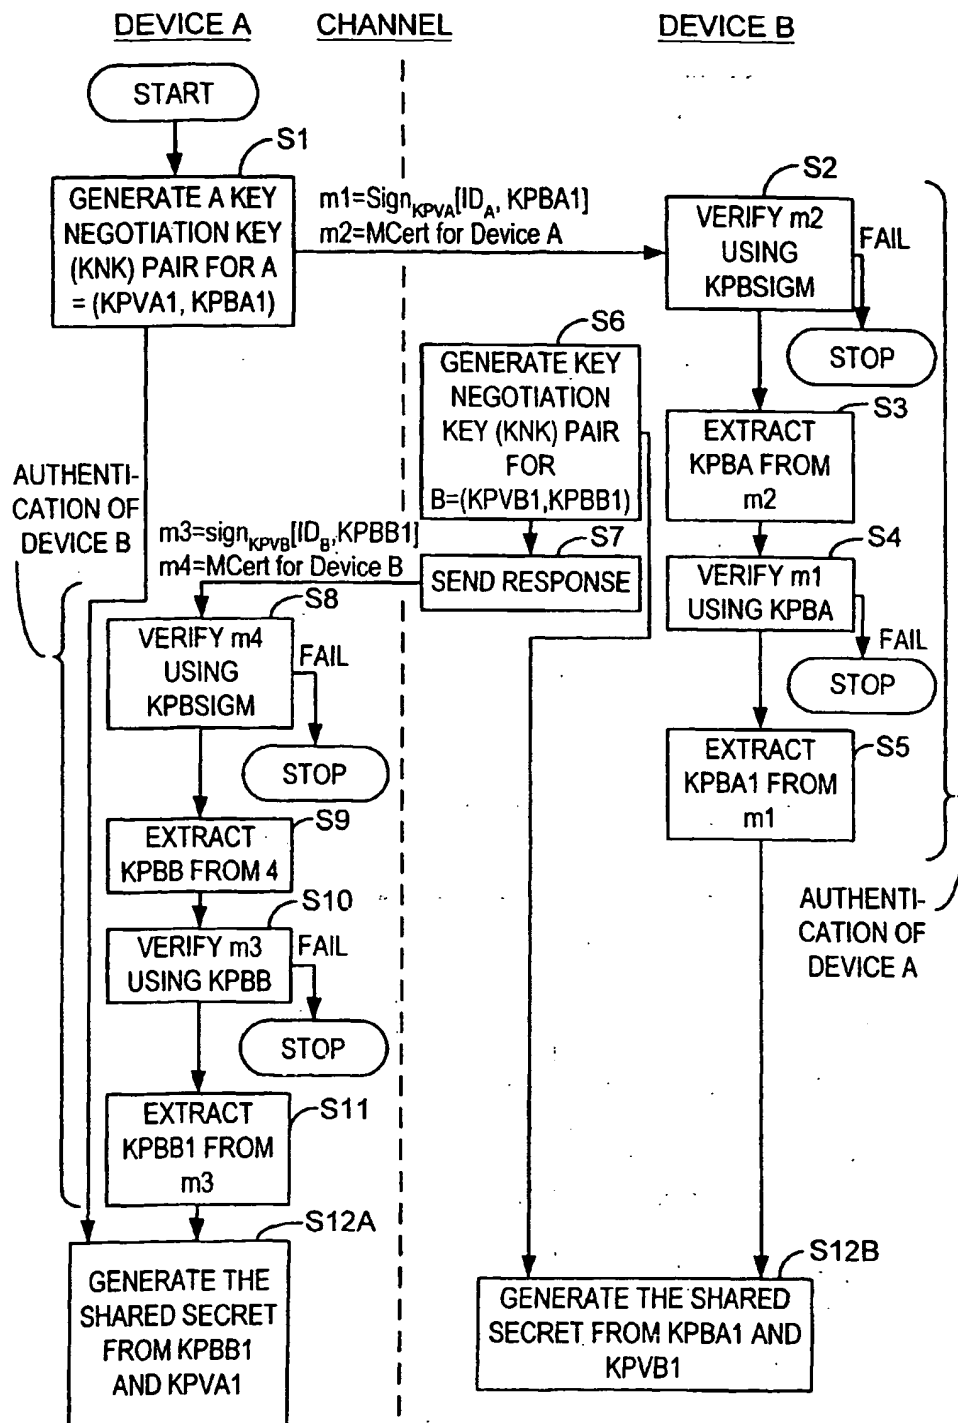 DEVICE A
CHANNEL
DEVICE B
START
S1
GENERATE A KEY
NEGOTIATION KEY
(KNK) PAIR FOR A
= (KPVA1, KPBA1)
m1=Sign_KPVA[ID_A, KPBA1]
m2=MCert for Device A
S2
VERIFY m2
USING
KPBSIGM
FAIL
STOP
S6
GENERATE KEY
NEGOTIATION
KEY (KNK) PAIR
FOR
B=(KPVB1,KPBB1)
S3
EXTRACT
KPBA FROM
m2
AUTHENTI-
CATION OF
DEVICE B
m3=sign_KPVB[ID_B,KPBB1]
m4=MCert for Device B
S7
SEND RESPONSE
S4
VERIFY m1
USING KPBA
FAIL
STOP
S8
VERIFY m4
USING
KPBSIGM
FAIL
STOP
S5
EXTRACT
KPBA1 FROM
m1
S9
EXTRACT
KPBB FROM 4
S10
VERIFY m3
USING KPBB
FAIL
STOP
AUTHENTI-
CATION OF
DEVICE A
S11
EXTRACT
KPBB1 FROM
m3
S12A
GENERATE THE
SHARED SECRET
FROM KPBB1
AND KPVA1
S12B
GENERATE THE SHARED
SECRET FROM KPBA1 AND
KPVB1